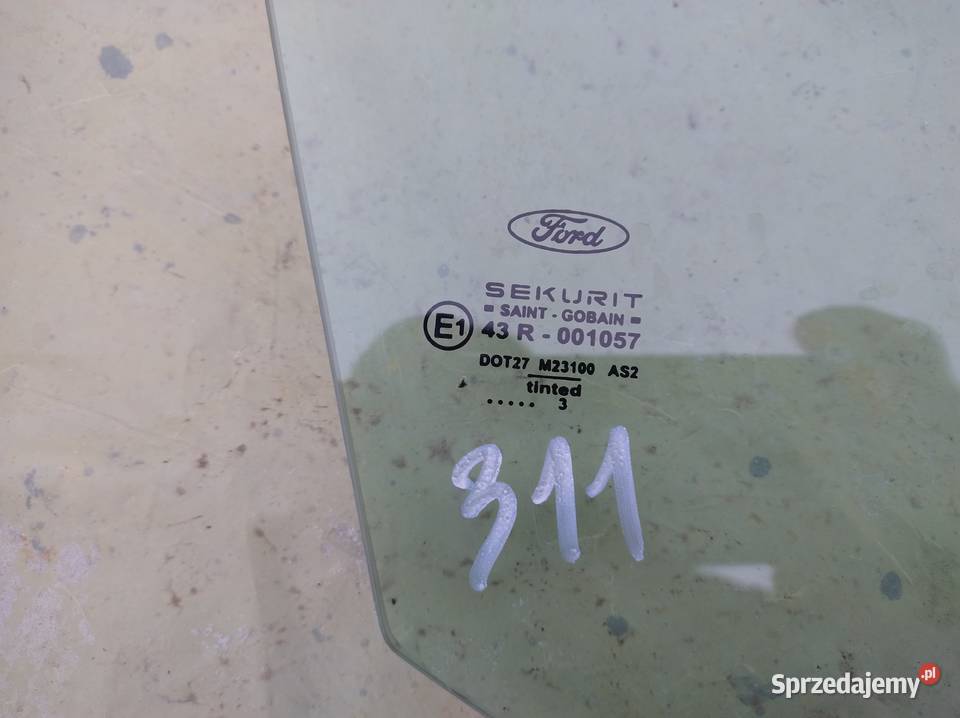 Ford
SEKURIT
SAINT - GOBAIN
E1 43 R - 001057
DOT27 M23100 AS2
tinted
..... 3
311
Sprzedajemy.pl